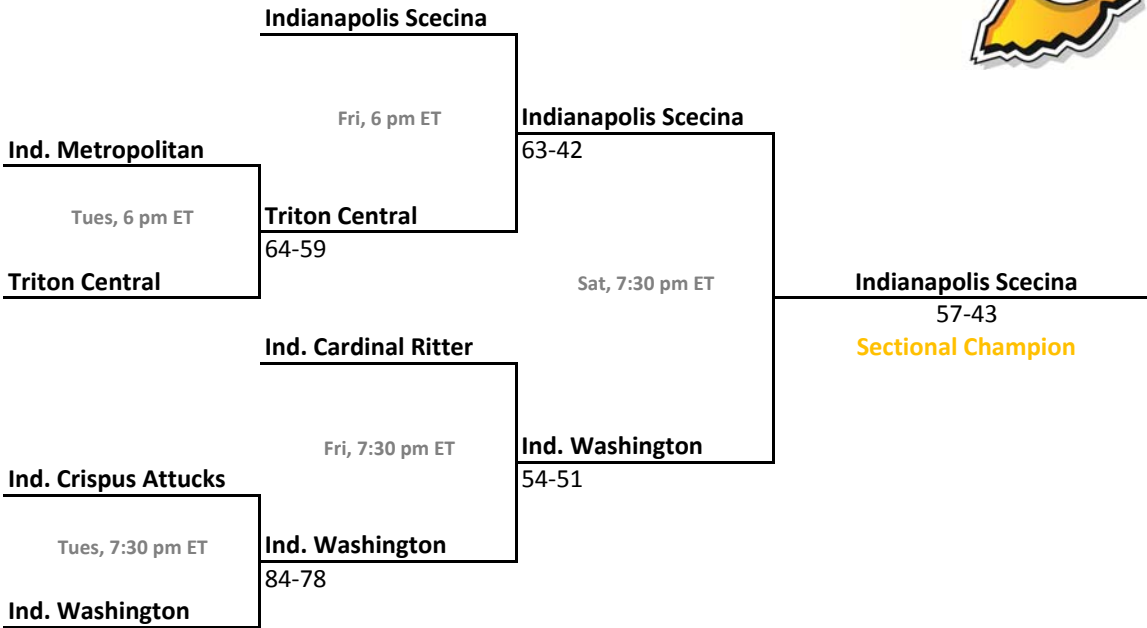 Indianapolis Scecina
Fri, 6 pm ET
Indianapolis Scecina
Ind. Metropolitan
63-42
Tues, 6 pm ET
Triton Central
64-59
Triton Central
Sat, 7:30 pm ET
Indianapolis Scecina
57-43
Ind. Cardinal Ritter
Sectional Champion
Fri, 7:30 pm ET
Ind. Washington
Ind. Crispus Attucks
54-51
Tues, 7:30 pm ET
Ind. Washington
84-78
Ind. Washington